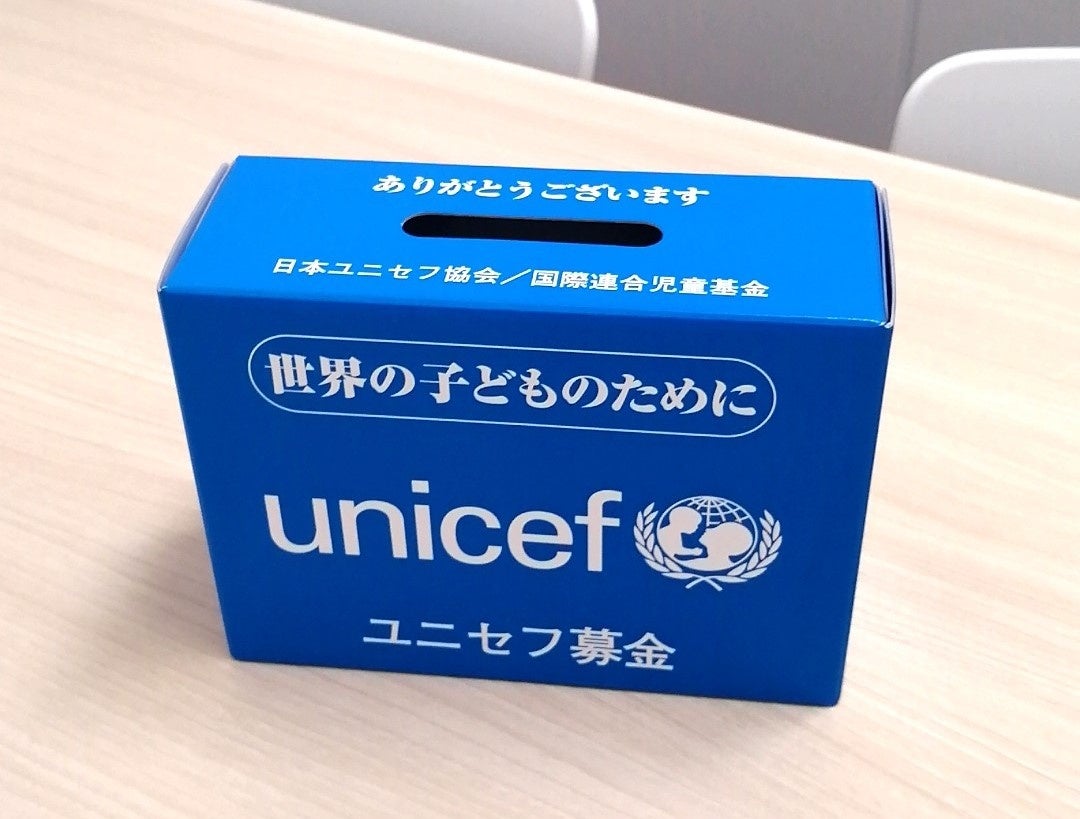 ありがとうございます
日本ユニセフ協会／国際連合児童基金
世界の子どものために
unicef
ユニセフ募金